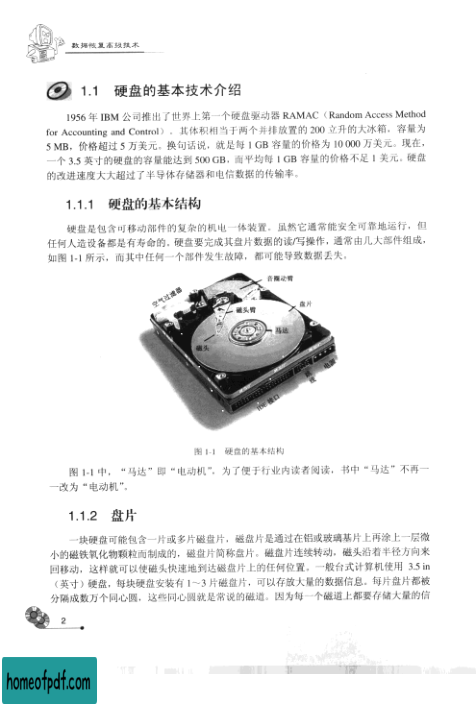 数据恢复高级技术
1.1 硬盘的基本技术介绍
1956 年 IBM 公司推出了世界上第一个硬盘驱动器 RAMAC（Random Access Method
for Accounting and Control）。其体积相当于两个并排放置的 200 立升的大冰箱，容量为
5 MB，价格超过 5 万美元。换句话说，就是每 1 GB 容量的价格为 10 000 万美元。现在，
一个 3.5 英寸的硬盘的容量能达到 500 GB，而平均每 1 GB 容量的价格不足 1 美元。硬盘
的改进速度大大超过了半导体存储器和电信数据的传输率。
1.1.1 硬盘的基本结构
硬盘是包含可移动部件的复杂的机电一体装置。虽然它通常能安全可靠地运行，但
任何人造设备都是有寿命的。硬盘要完成其盘片数据的读/写操作，通常由几大部件组成，
如图 1-1 所示，而其中任何一个部件发生故障，都可能导致数据丢失。
音圈动臂
空气过滤器
盘片
磁头臂
马达
磁头
电源
跳线
IDE 接口
图 1-1 硬盘的基本结构
图 1-1 中，“马达”即“电动机”。为了便于行业内读者阅读，书中“马达”不再一
一改为“电动机”。
1.1.2 盘片
一块硬盘可能包含一片或多片磁盘片，磁盘片是通过在铝或玻璃基片上再涂上一层微
小的磁铁氧化物颗粒而制成的，磁盘片简称盘片。磁盘片连续转动，磁头沿着半径方向来
回移动，这样就可以使磁头快速地到达磁盘片上的任何位置。一般台式计算机使用 3.5 in
（英寸）硬盘，每块硬盘安装有 1～3 片磁盘片，可以存放大量的数据信息。每片盘片都被
分隔成数万个同心圆，这些同心圆就是常说的磁道。因为每一个磁道上都要存储大量的信
2
homeofpdf.com